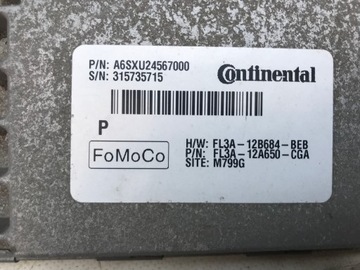 P/N: A6SXU24567000
S/N: 315735715
Continental
P
FoMoCo
H/W: FL3A-12B684-BEB
P/N: FL3A-12A650-CGA
SITE: M799G